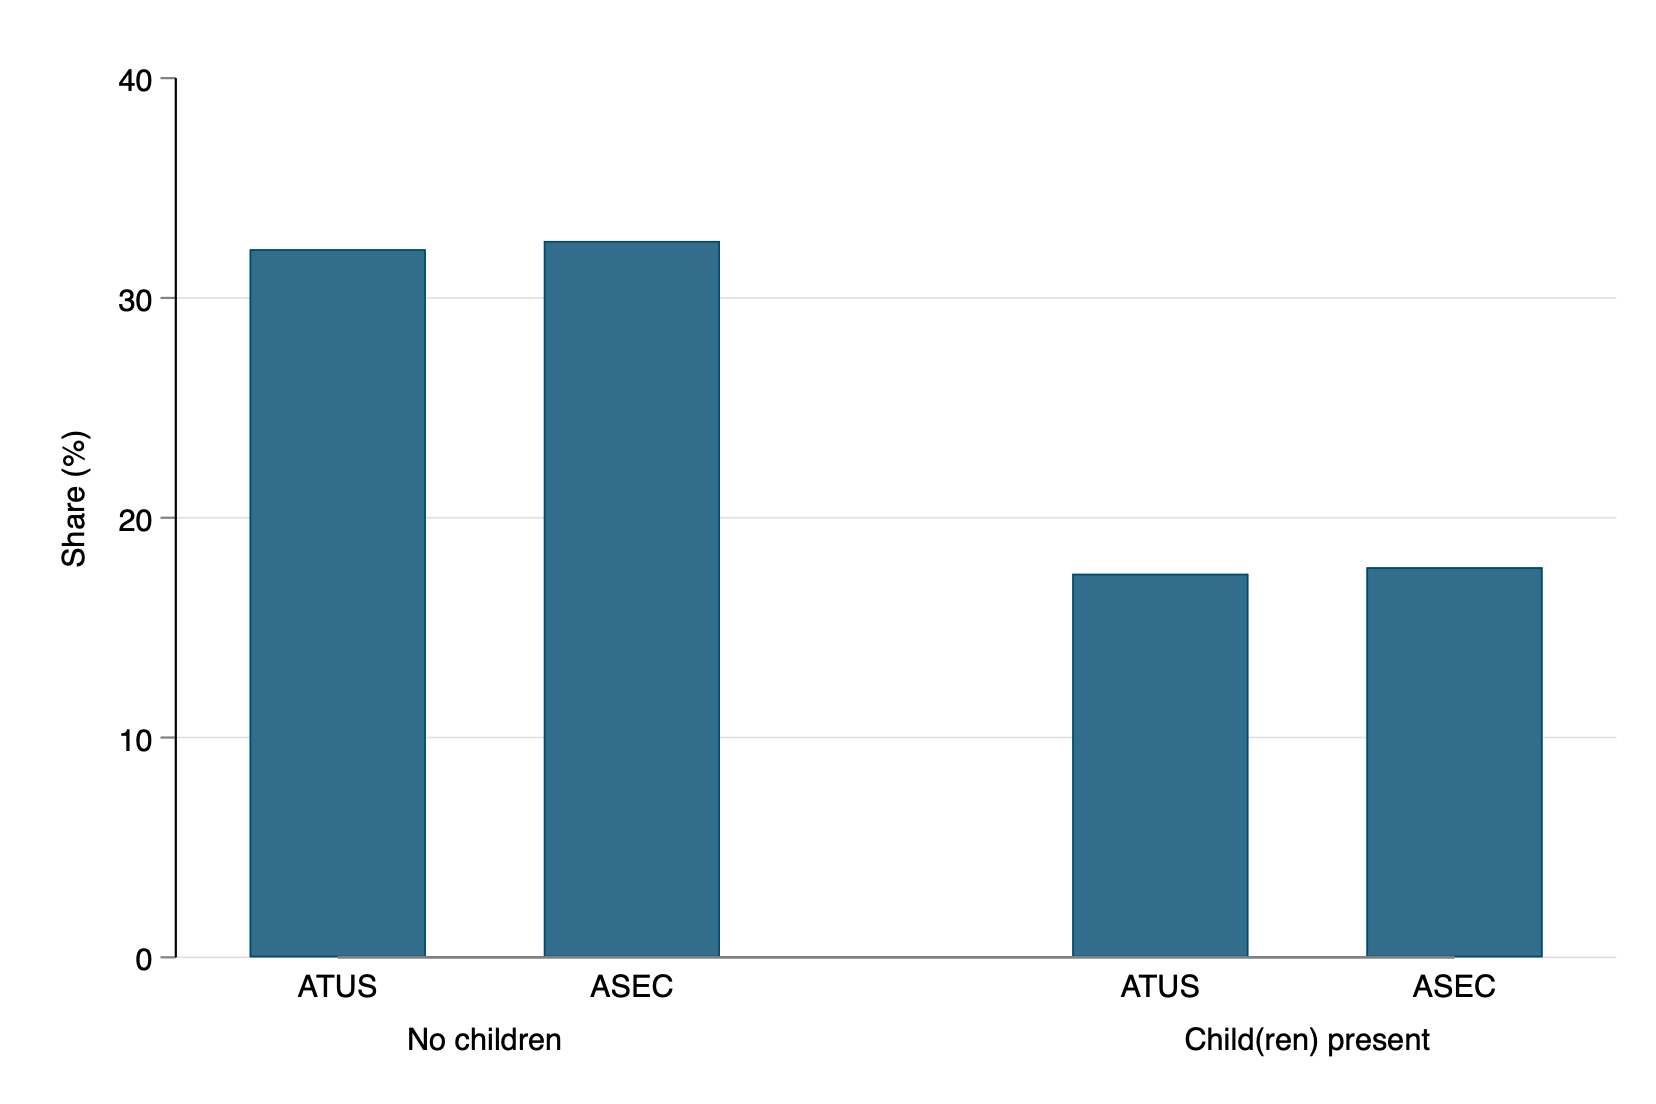 40
30
20
10
0
Share (%)
ATUS ASEC ATUS ASEC
No children Child(ren) present